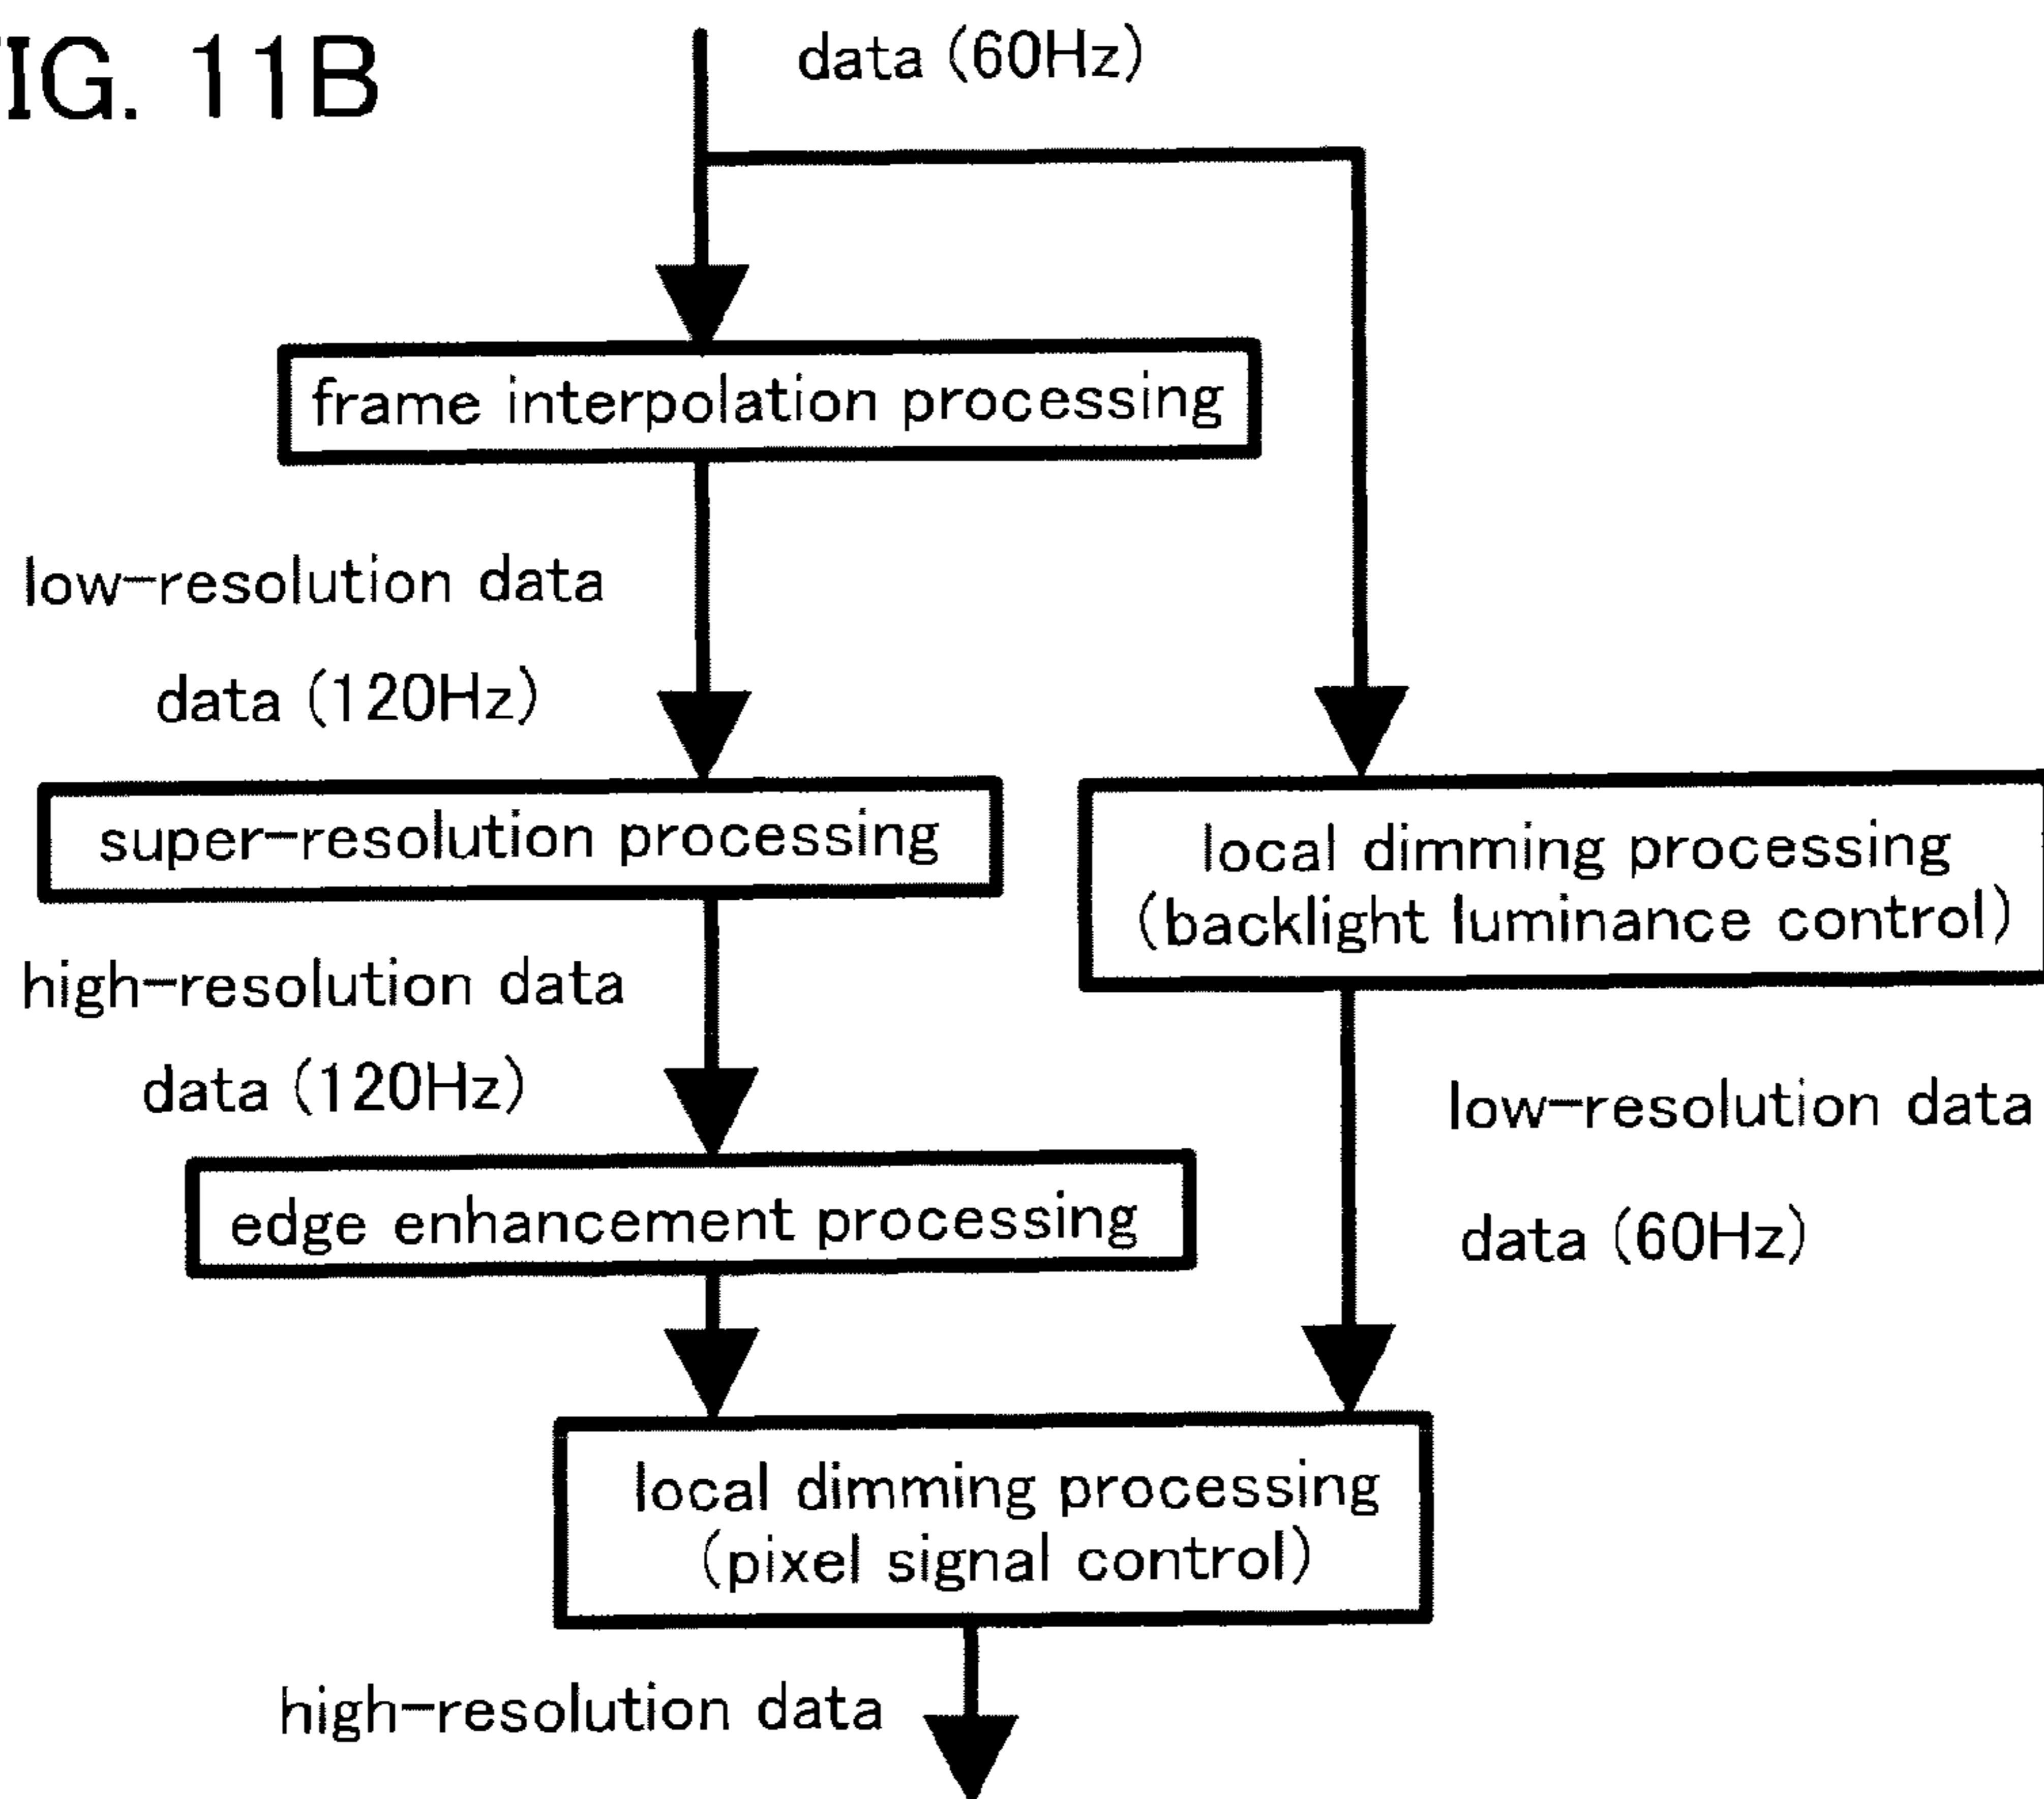 IG. 11B
data (60Hz)
frame interpolation processing
low-resolution data
data (120Hz)
super-resolution processing
local dimming processing
(backlight luminance control)
high-resolution data
data (120Hz)
low-resolution data
data (60Hz)
edge enhancement processing
local dimming processing
(pixel signal control)
high-resolution data